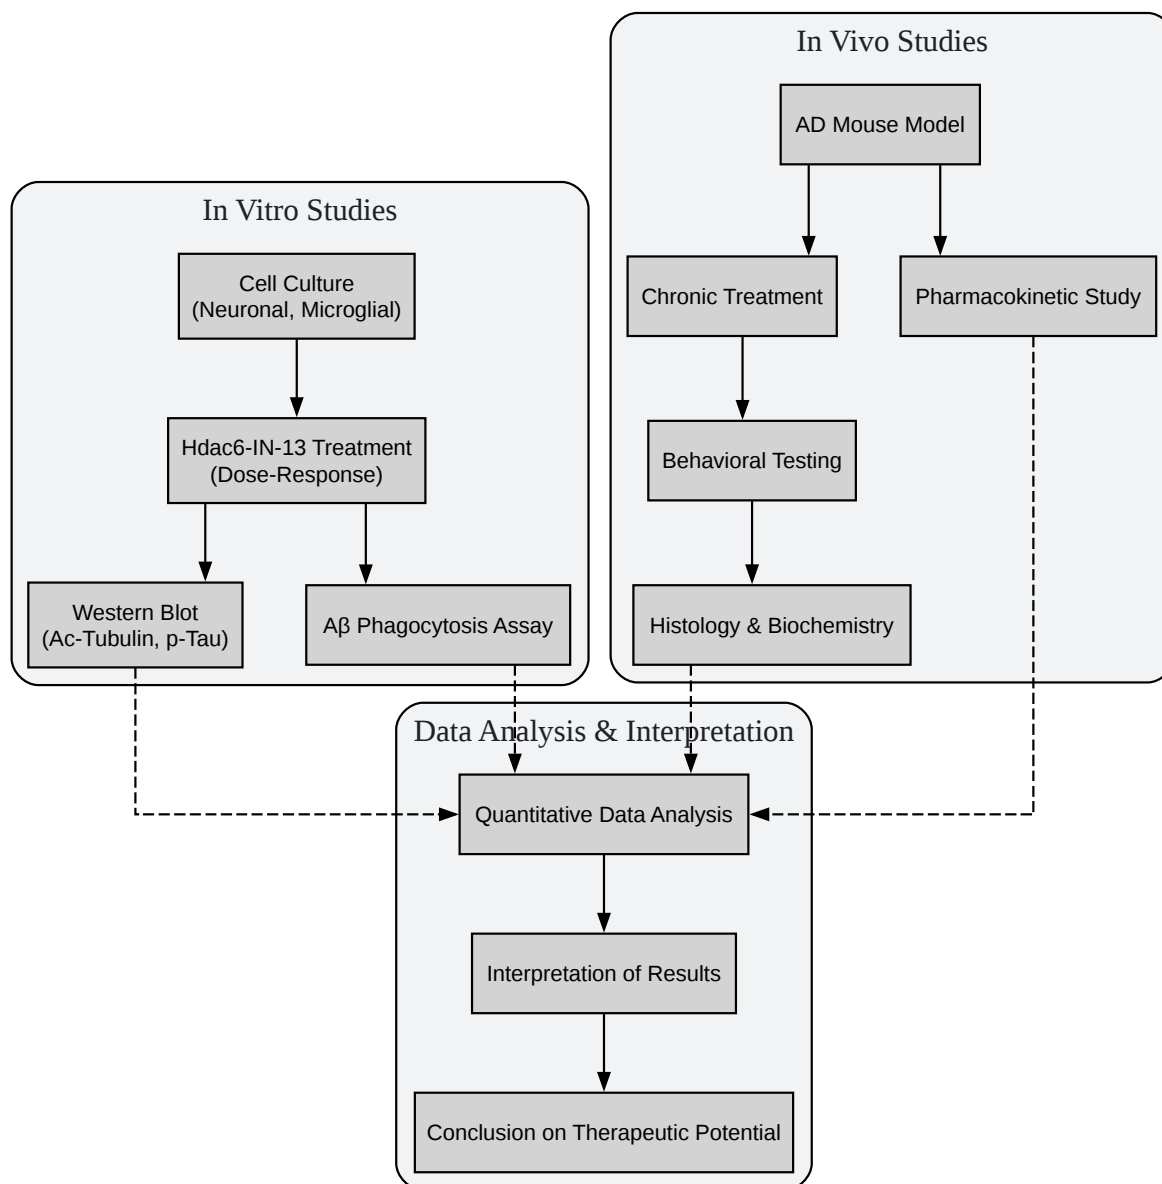 In Vivo Studies
AD Mouse Model
Chronic Treatment
Pharmacokinetic Study
Behavioral Testing
Histology & Biochemistry
In Vitro Studies
Cell Culture
(Neuronal, Microglial)
Hdac6-IN-13 Treatment
(Dose-Response)
Western Blot
(Ac-Tubulin, p-Tau)
Aβ Phagocytosis Assay
Data Analysis & Interpretation
Quantitative Data Analysis
Interpretation of Results
Conclusion on Therapeutic Potential